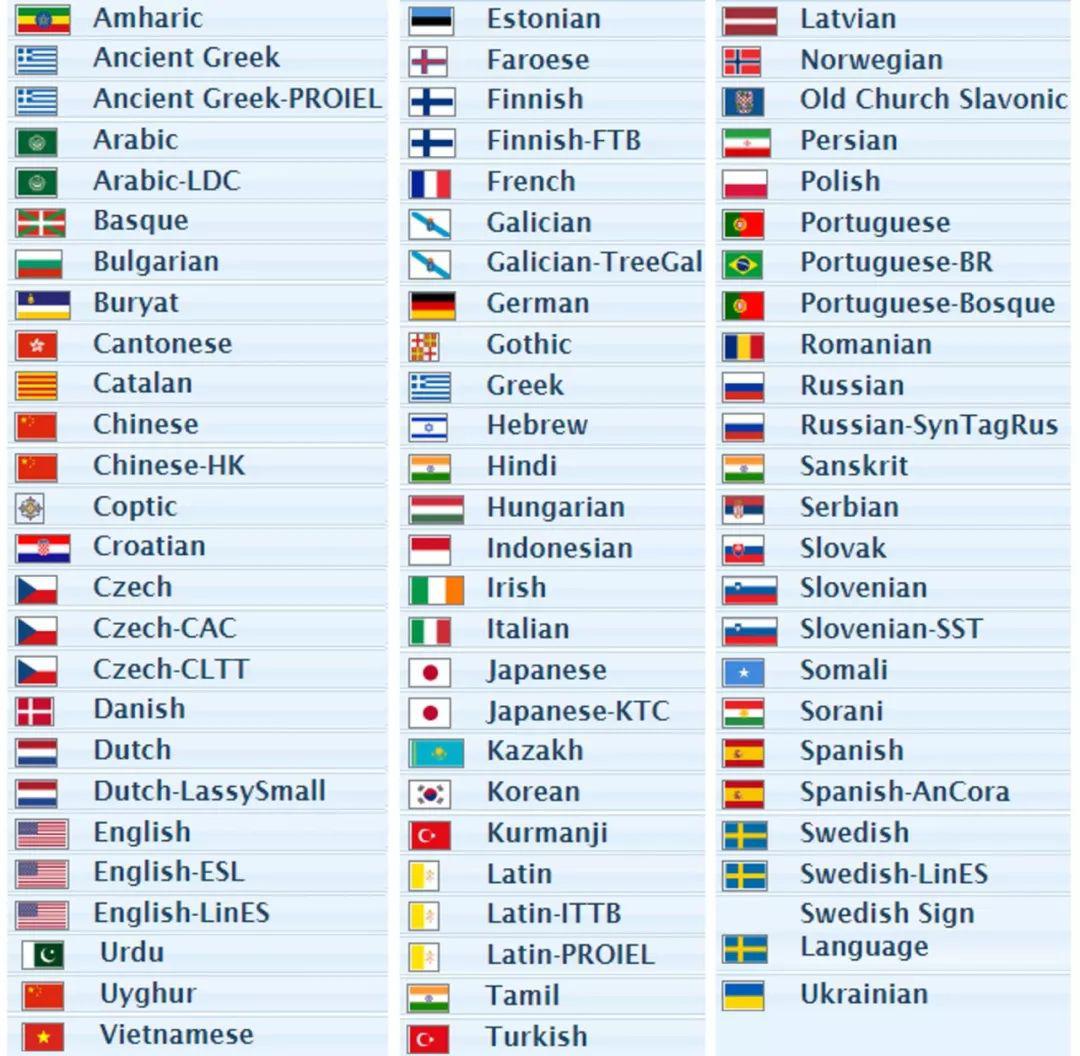 Amharic
Ancient Greek
Ancient Greek-PROIEL
Arabic
Arabic-LDC
Basque
Bulgarian
Buryat
Cantonese
Catalan
Chinese
Chinese-HK
Coptic
Croatian
Czech
Czech-CAC
Czech-CLTT
Danish
Dutch
Dutch-LassySmall
English
English-ESL
English-LinES
Urdu
Uyghur
Vietnamese
Estonian
Faroese
Finnish
Finnish-FTB
French
Galician
Galician-TreeGal
German
Gothic
Greek
Hebrew
Hindi
Hungarian
Indonesian
Irish
Italian
Japanese
Japanese-KTC
Kazakh
Korean
Kurmanji
Latin
Latin-ITTB
Latin-PROIEL
Tamil
Turkish
Latvian
Norwegian
Old Church Slavonic
Persian
Polish
Portuguese
Portuguese-BR
Portuguese-Bosque
Romanian
Russian
Russian-SynTagRus
Sanskrit
Serbian
Slovak
Slovenian
Slovenian-SST
Somali
Sorani
Spanish
Spanish-AnCora
Swedish
Swedish-LinES
Swedish Sign
Language
Ukrainian